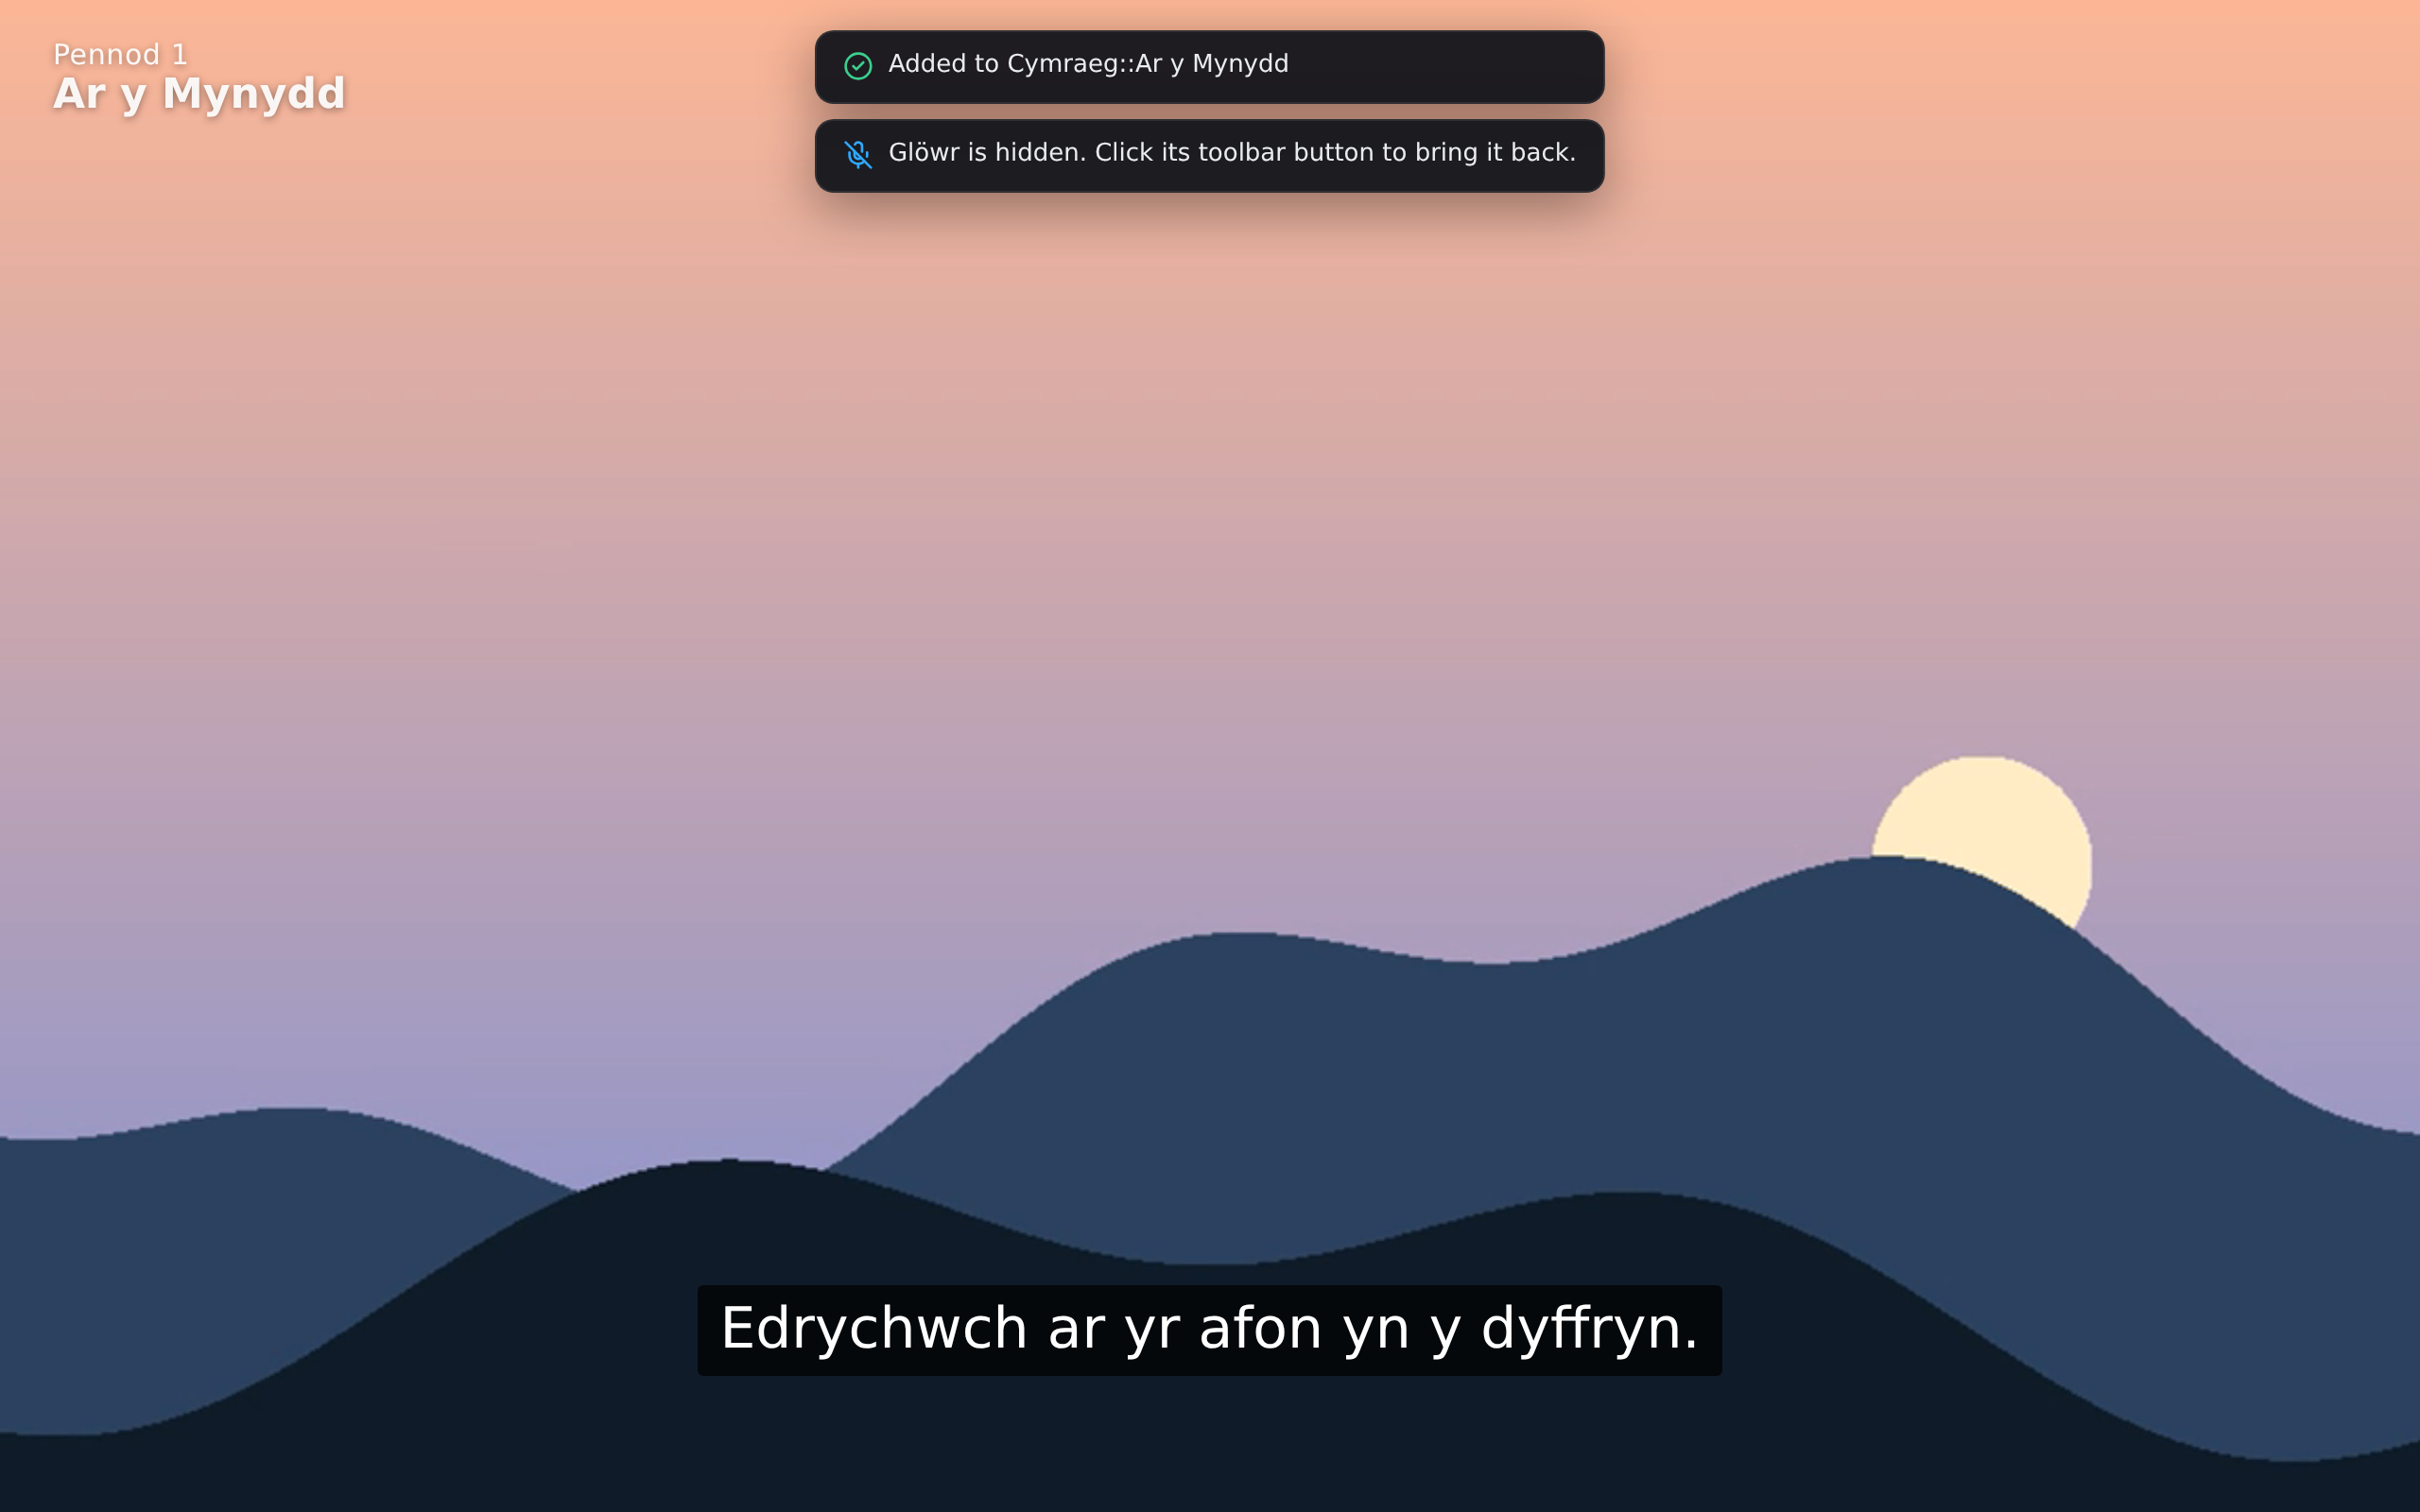 Pennod 1
Ar y Mynydd
Added to Cymraeg::Ar y Mynydd
Glöwr is hidden. Click its toolbar button to bring it back.
Edrychwch ar yr afon yn y dyffryn.